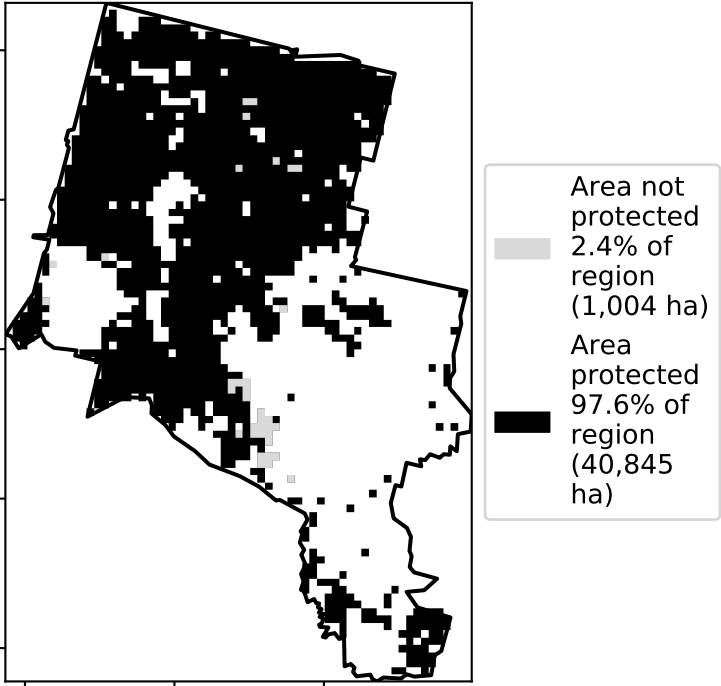 Area not
protected
2.4% of
region
(1,004 ha)
Area
protected
97.6% of
region
(40,845
ha)